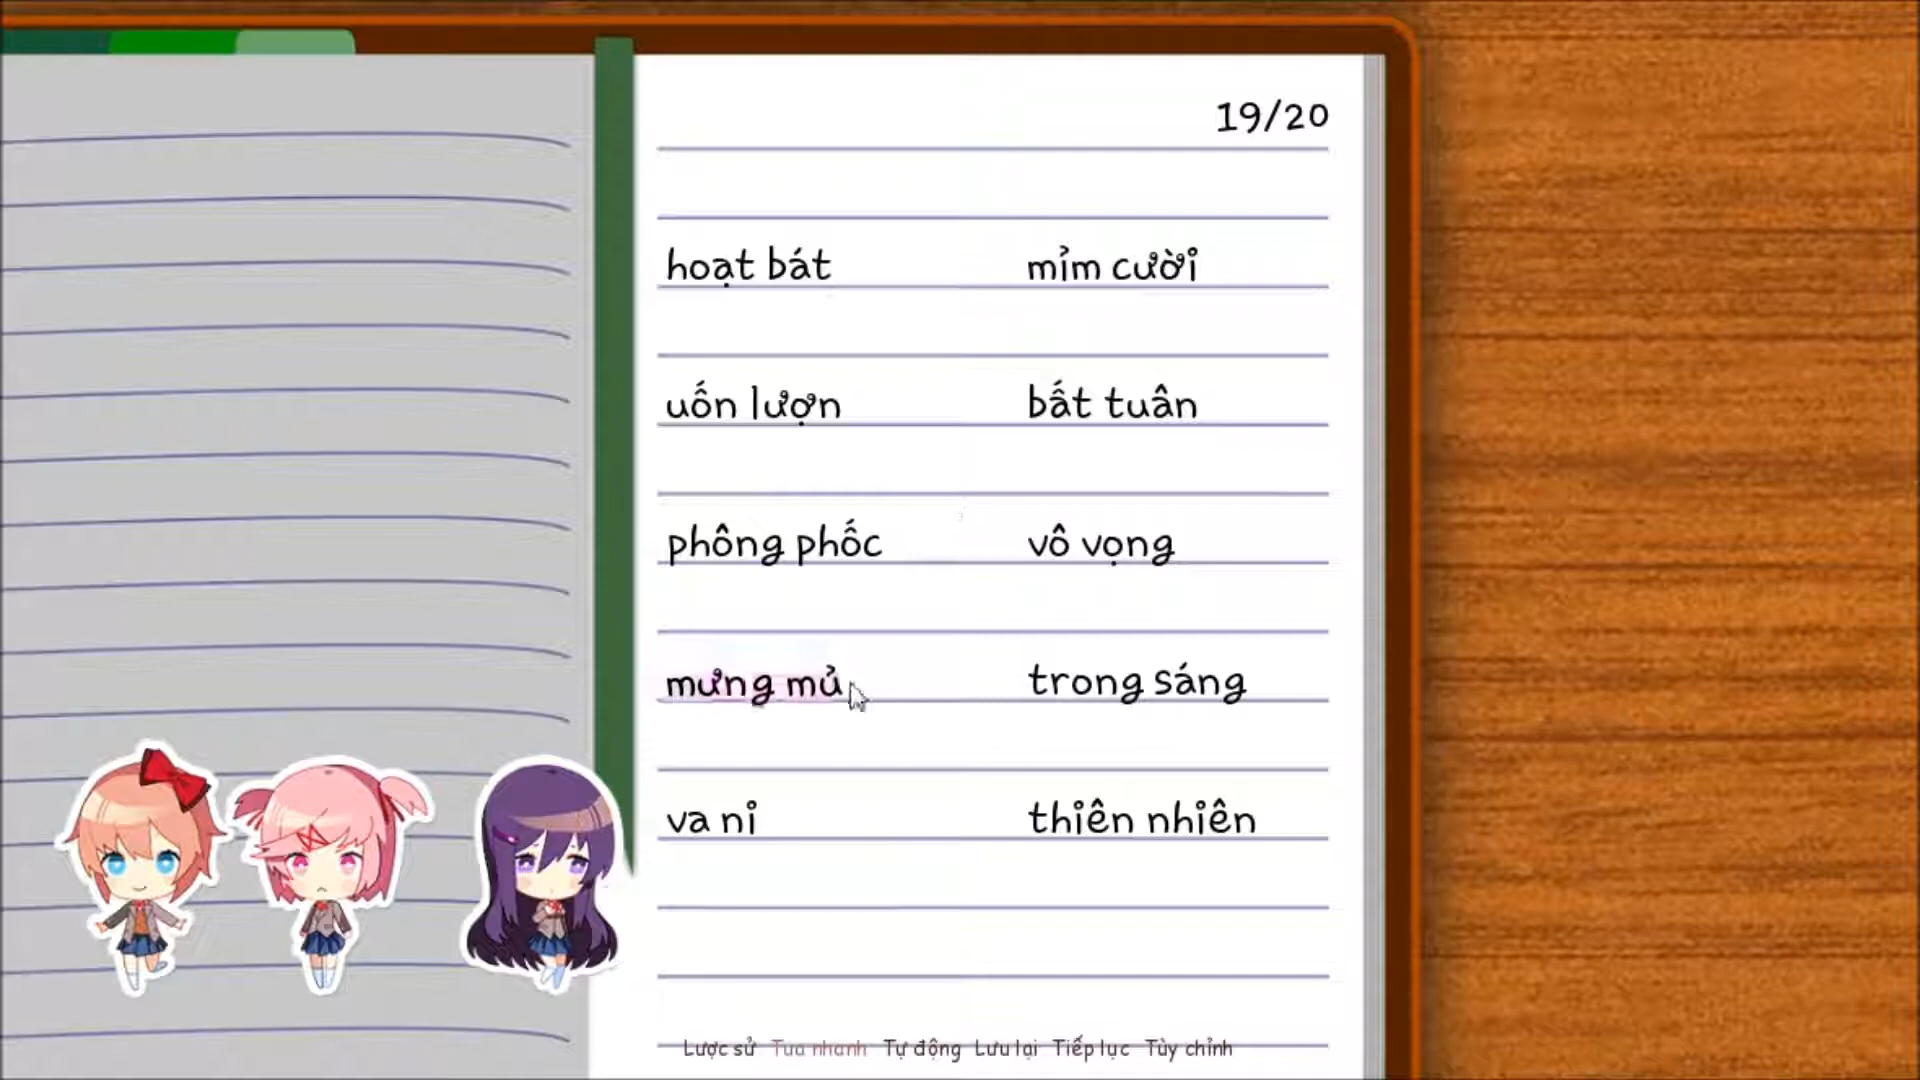 19/20
hoạt bát mỉm cười
uốn lượn bất tuân
phông phốc vô vọng
mưng mủ trong sáng
va ni thiên nhiên
Lược sử Tua nhanh Tự động Lưu lại Tiếp lục Tùy chỉnh